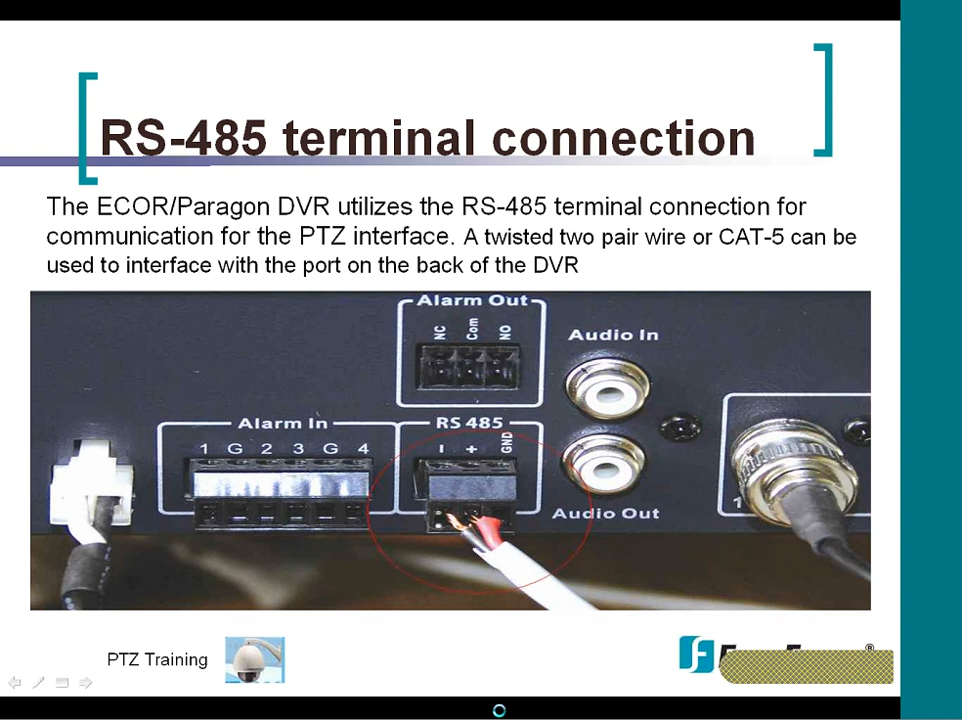 RS-485 terminal connection
The ECOR/Paragon DVR utilizes the RS-485 terminal connection for
communication for the PTZ interface. A twisted two pair wire or CAT-5 can be
used to interface with the port on the back of the DVR
Alarm Out
NC Com NO
Audio In
Alarm In
1 G 2 3 G 4
RS 485
- + GND
Audio Out
1
PTZ Training
®